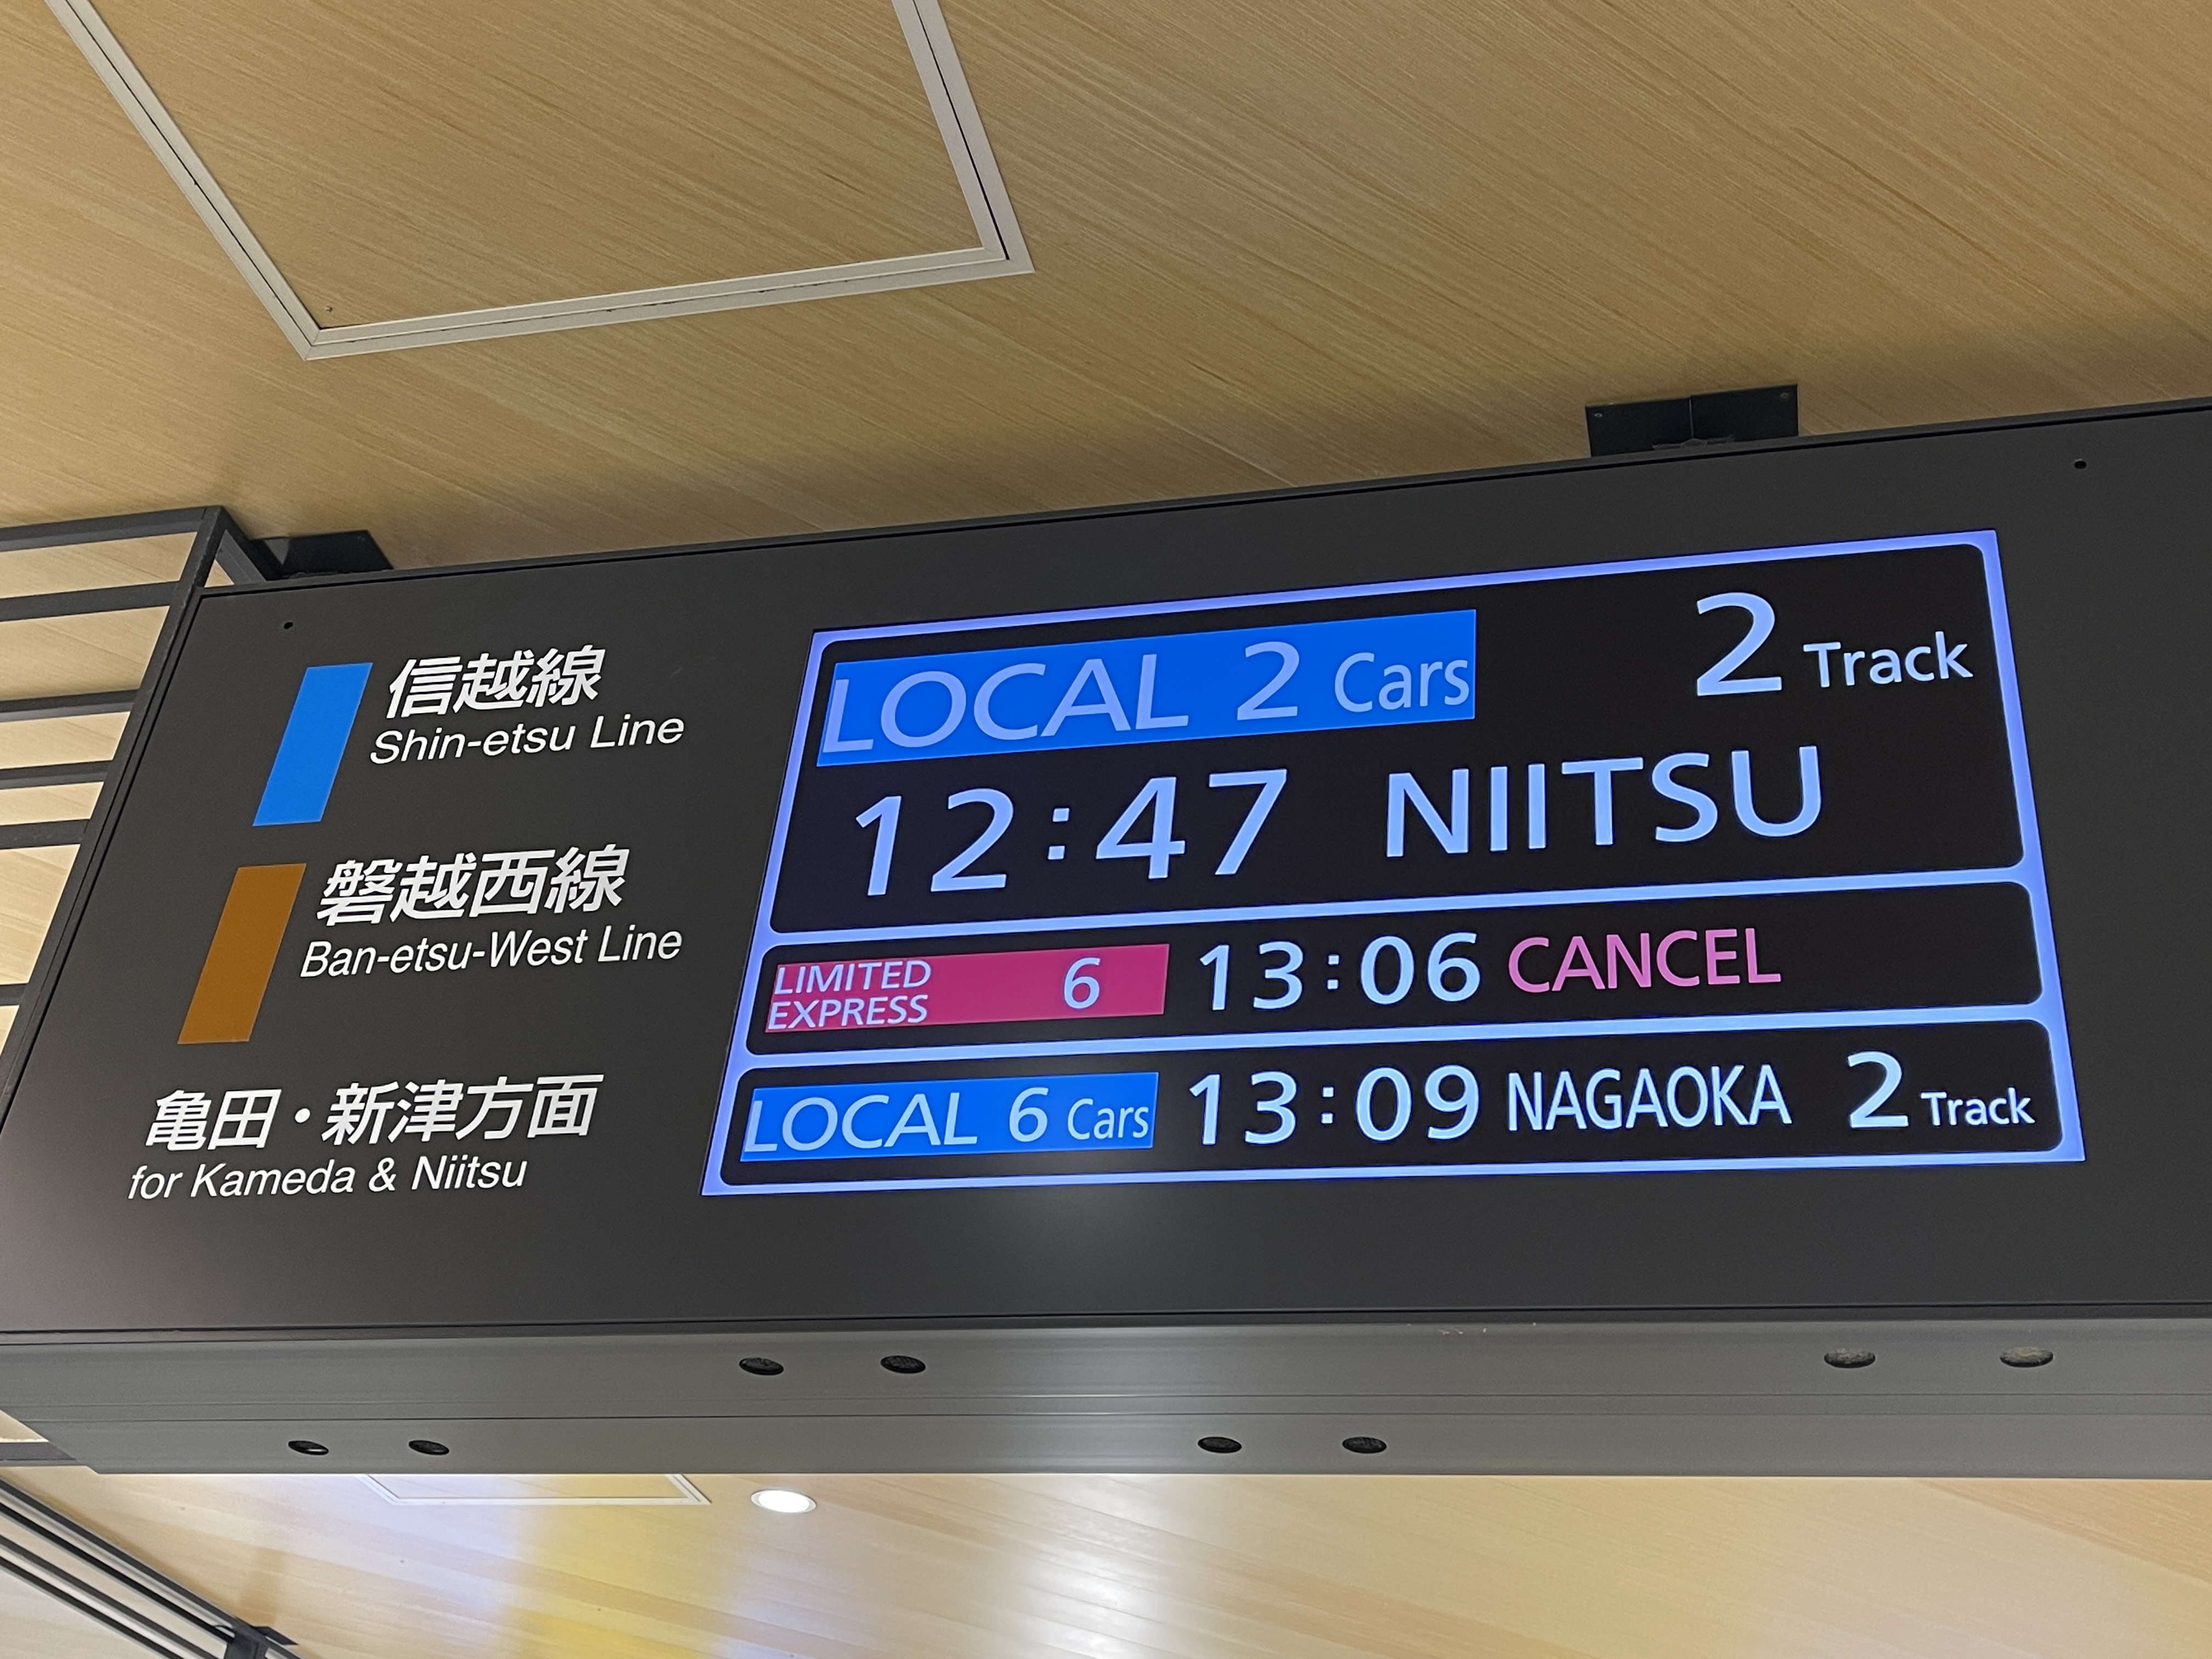 信越線
Shin-etsu Line
磐越西線
Ban-etsu-West Line
亀田・新津方面
for Kameda & Niitsu
LOCAL 2 Cars 2 Track
12:47 NIITSU
LIMITED EXPRESS 6 13:06 CANCEL
LOCAL 6 Cars 13:09 NAGAOKA 2 Track